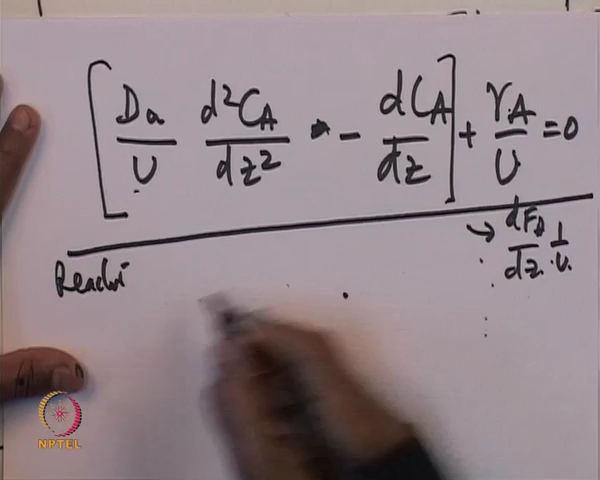 [Da/U d²CA/dz² - dCA/dz] + rA/U = 0
→ dFA/dz 1/U.
Reacti
NPTEL